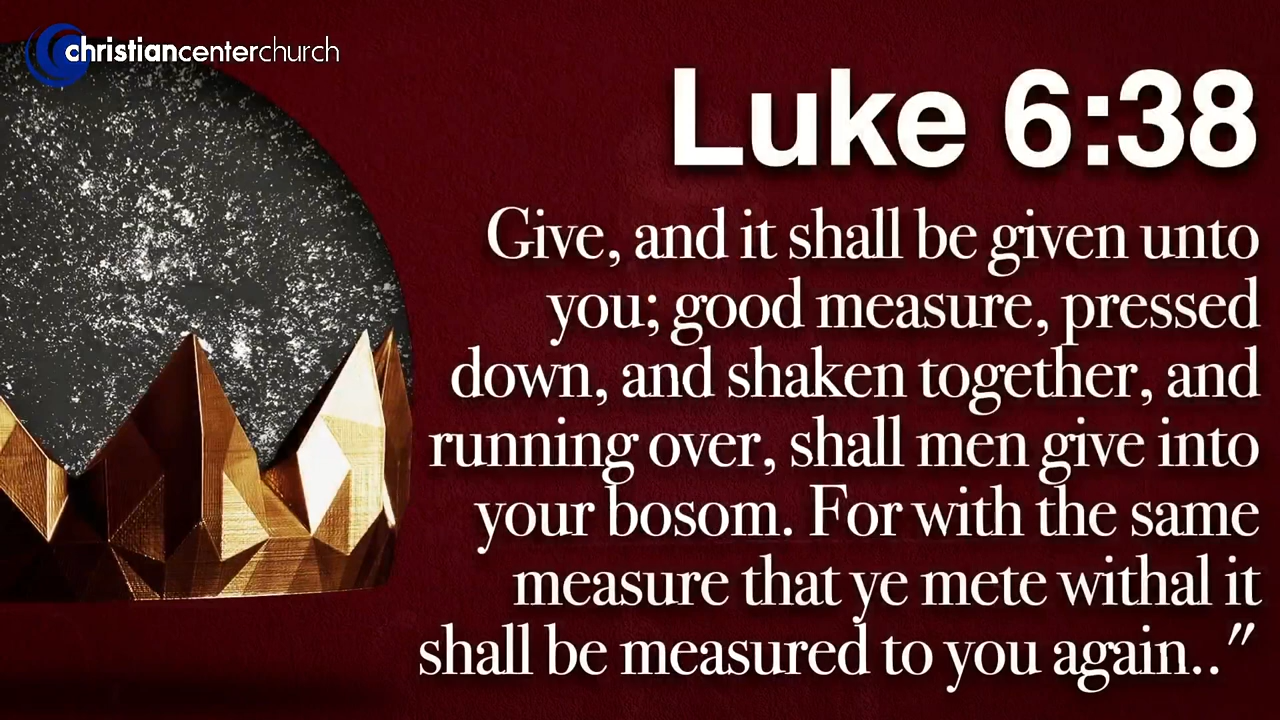 christiancenterchurch
Luke 6:38
Give, and it shall be given unto
you; good measure, pressed
down, and shaken together, and
running over, shall men give into
your bosom. For with the same
measure that ye mete withal it
shall be measured to you again.."